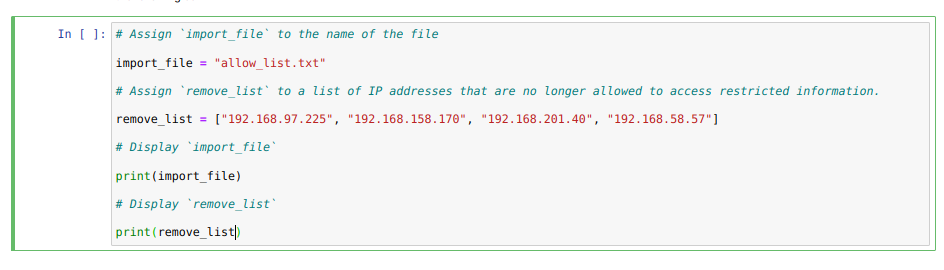 In [ ]: # Assign `import_file` to the name of the file
import_file = "allow_list.txt"
# Assign `remove_list` to a list of IP addresses that are no longer allowed to access restricted information.
remove_list = ["192.168.97.225", "192.168.158.170", "192.168.201.40", "192.168.58.57"]
# Display `import_file`
print(import_file)
# Display `remove_list`
print(remove_list)